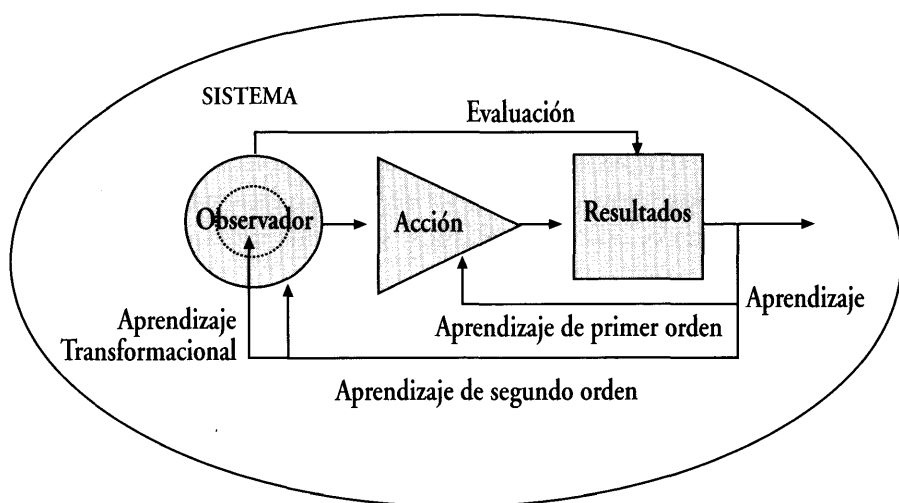 SISTEMA
Evaluación
Observador
Acción
Resultados
Aprendizaje
Aprendizaje de primer orden
Aprendizaje
Transformacional
Aprendizaje de segundo orden